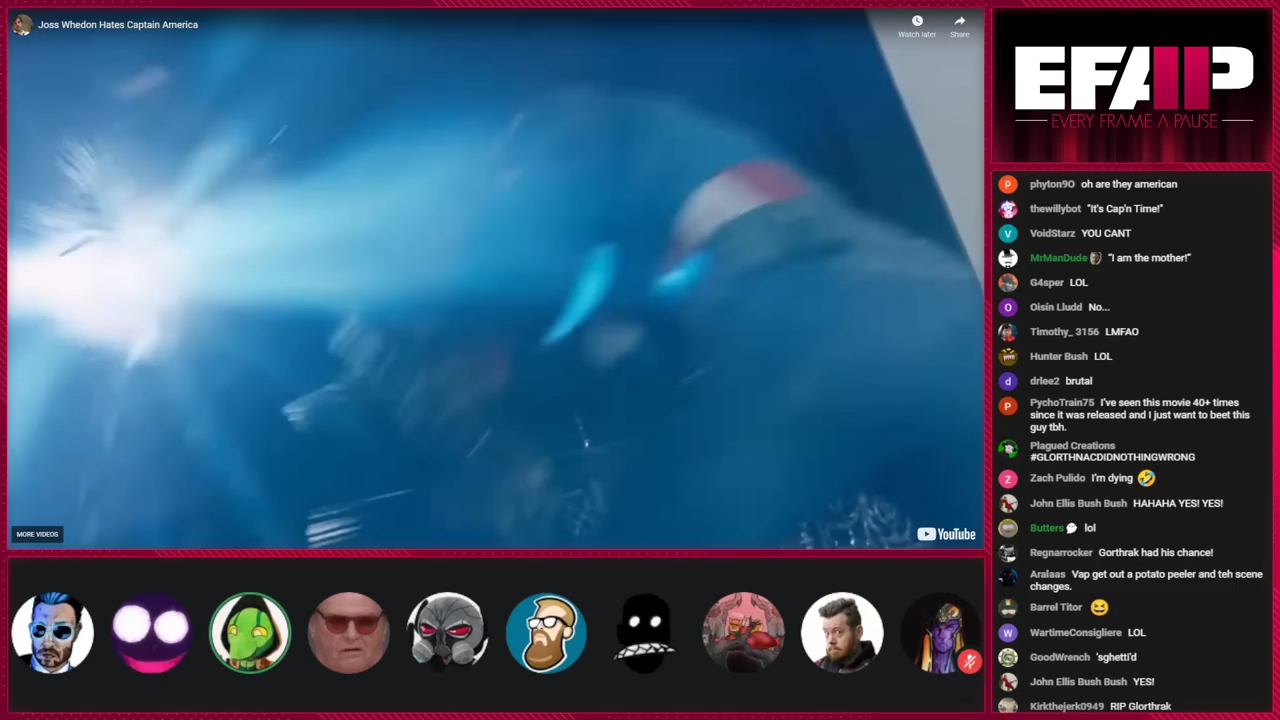 Joss Whedon Hates Captain America
Watch later
Share
MORE VIDEOS
YouTube
EFAP
EVERY FRAME A PAUSE
phyton90 oh are they american
thewillybot "It's Cap'n Time!"
VoidStarz YOU CANT
MrManDude “I am the mother!”
G4sper LOL
Oisín Lludd No...
Timothy_ 3156 LMFAO
Hunter Bush LOL
drlee2 brutal
PychoTrain75 I've seen this movie 40+ times
since it was released and I just want to beet this
guy tbh.
Plagued Creations
#GLORTHNACDIDNOTHINGWRONG
Zach Pulido I'm dying 🤣
John Ellis Bush Bush HAHAHA YES! YES!
Butters lol
Regnarrocker Gorthrak had his chance!
Aralaas Vap get out a potato peeler and teh scene
changes.
Barrel Titor 😆
WartimeConsigliere LOL
GoodWrench 'sghetti'd
John Ellis Bush Bush YES!
Kirkthejerk0949 RIP Glorthrak